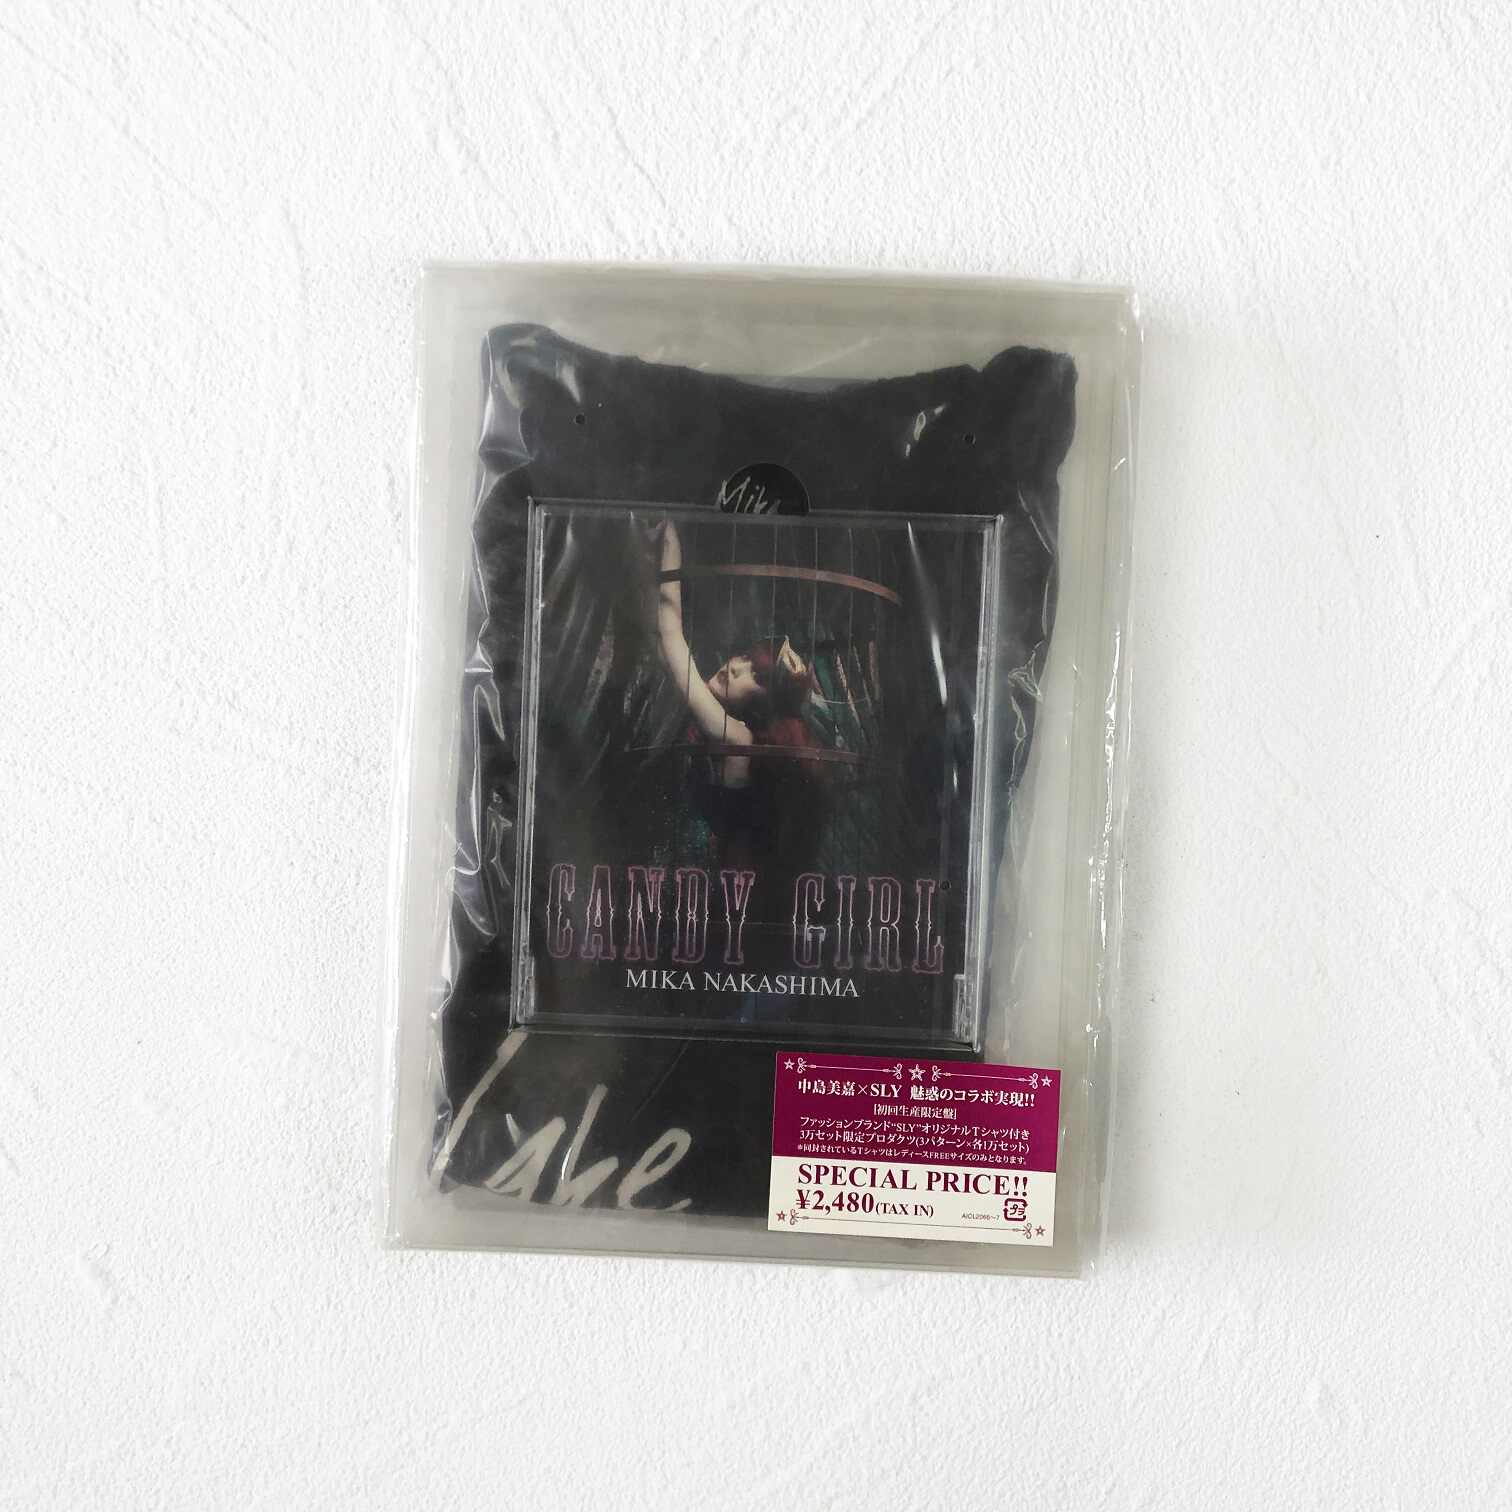 Mika
CANDY GIRL
MIKA NAKASHIMA
中島美嘉×SLY 魅惑のコラボ実現!!
[初回生産限定盤]
ファッションブランド“SLY”オリジナルTシャツ付き
3万セット限定プロダクツ(3パターン×各1万セット)
※同封されているTシャツはレディースFREEサイズのみとなります。
SPECIAL PRICE!!
¥2,480(TAX IN)
AICL2066〜7
プラ